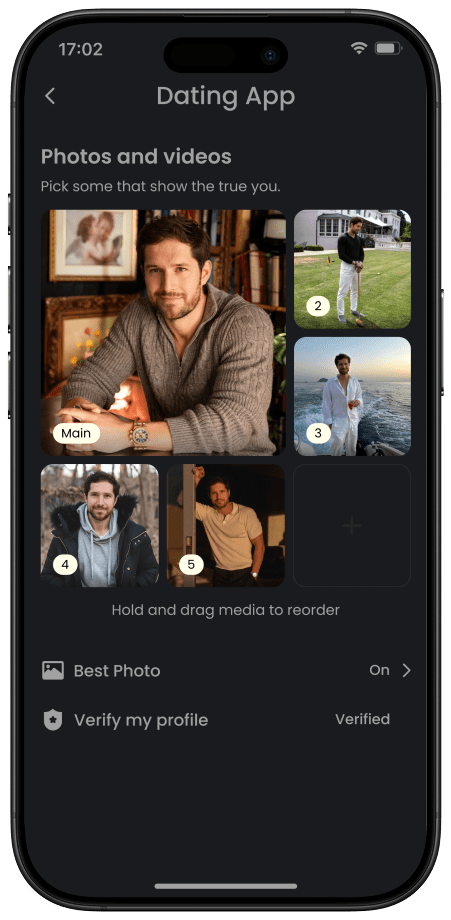 17:02
Dating App
Photos and videos
Pick some that show the true you.
Main
2
3
4
5
Hold and drag media to reorder
Best Photo On
Verify my profile Verified